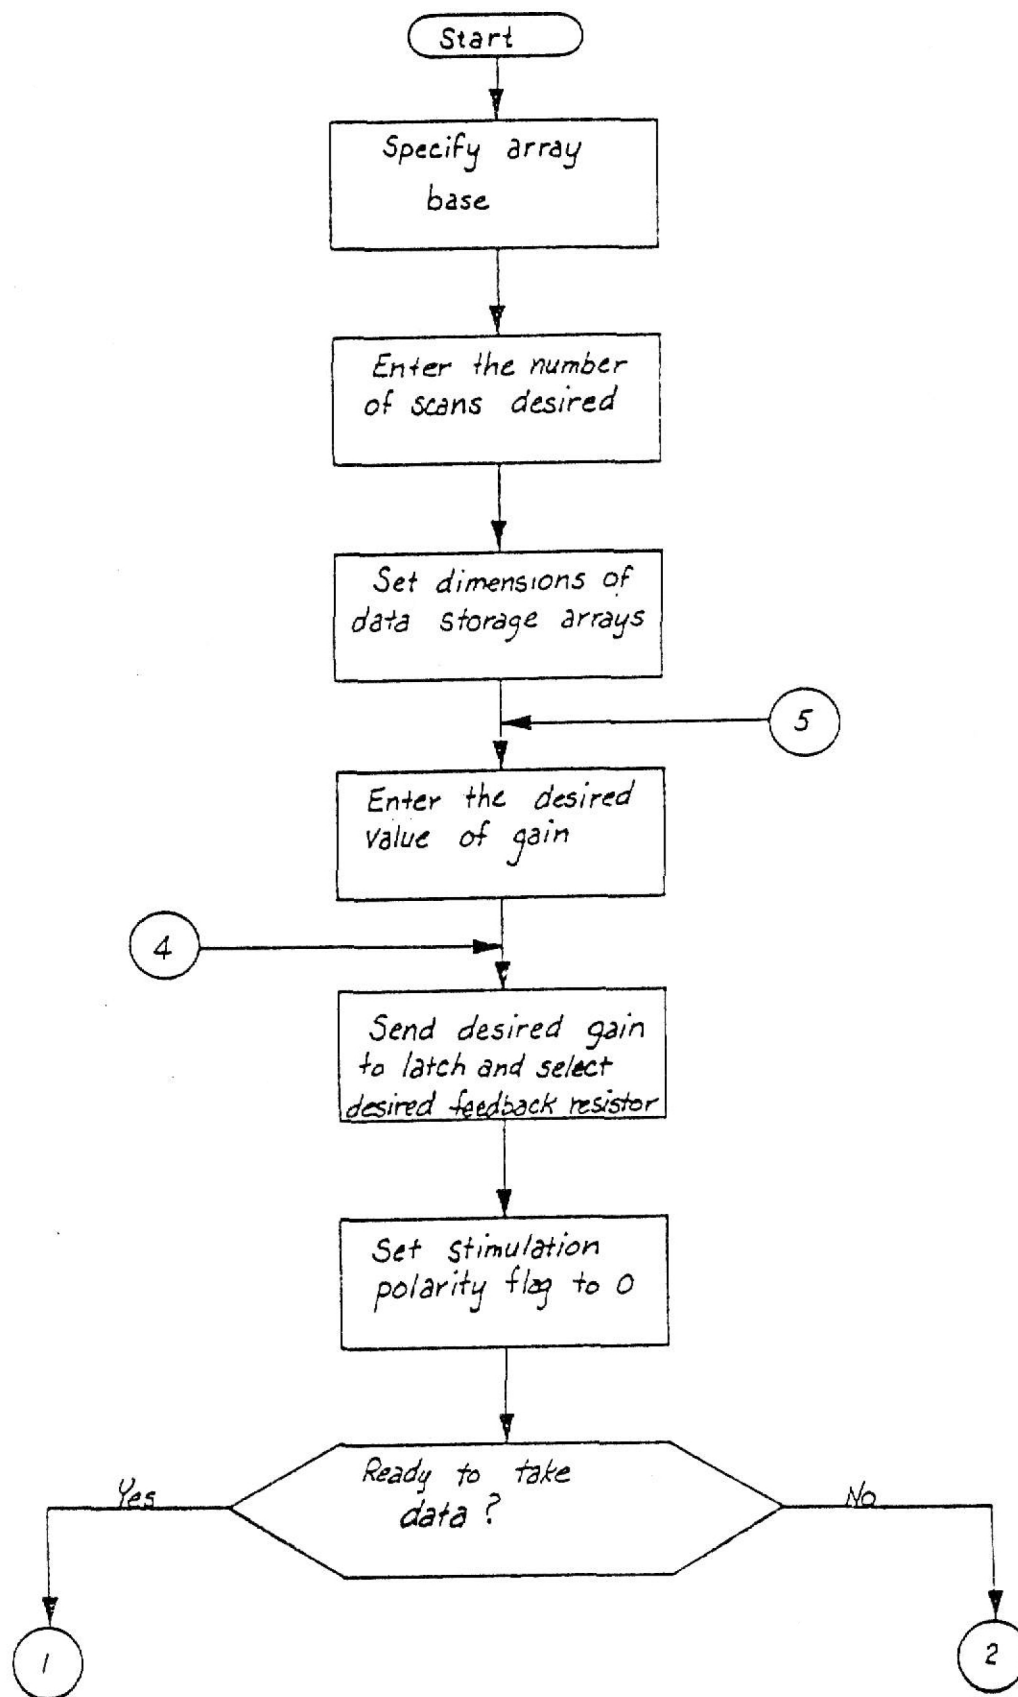 Start
Specify array
base
Enter the number
of scans desired
Set dimensions of
data storage arrays
5
Enter the desired
value of gain
4
Send desired gain
to latch and select
desired feedback resistor
Set stimulation
polarity flag to 0
Ready to take
data?
Yes
No
1
2